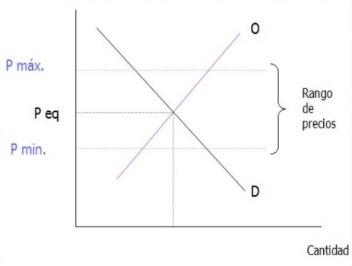 O
P máx.
Rango
de
precios
P eq
P min.
D
Cantidad